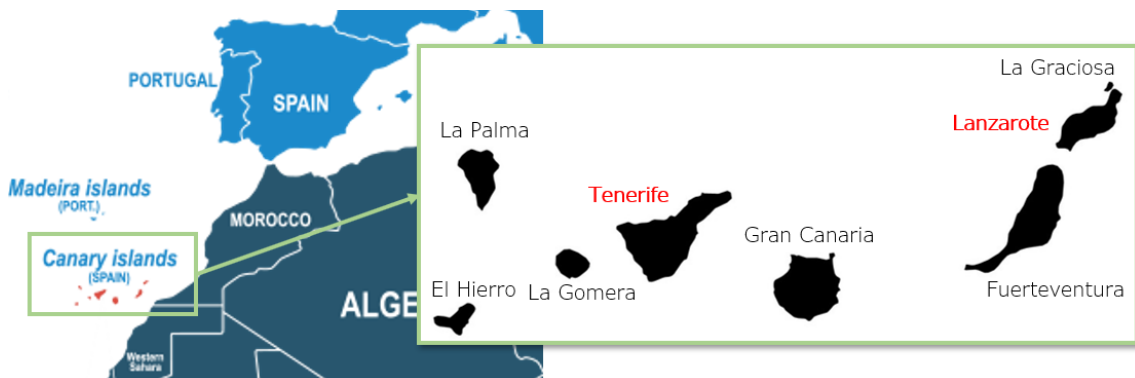 PORTUGAL
SPAIN
Madeira islands
(PORT.)
MOROCCO
Canary islands
(SPAIN)
ALGE
Western
Sahara
La Graciosa
Lanzarote
La Palma
Tenerife
Gran Canaria
El Hierro
La Gomera
Fuerteventura